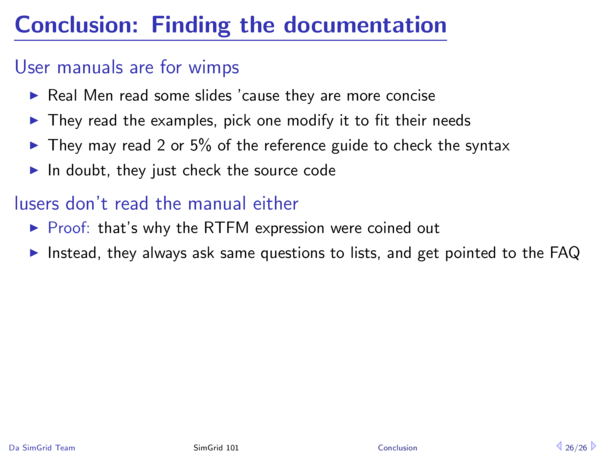 Conclusion: Finding the documentation
User manuals are for wimps
▶ Real Men read some slides 'cause they are more concise
▶ They read the examples, pick one modify it to fit their needs
▶ They may read 2 or 5% of the reference guide to check the syntax
▶ In doubt, they just check the source code
lusers don't read the manual either
▶ Proof: that's why the RTFM expression were coined out
▶ Instead, they always ask same questions to lists, and get pointed to the FAQ
Da SimGrid Team SimGrid 101 Conclusion 26/26